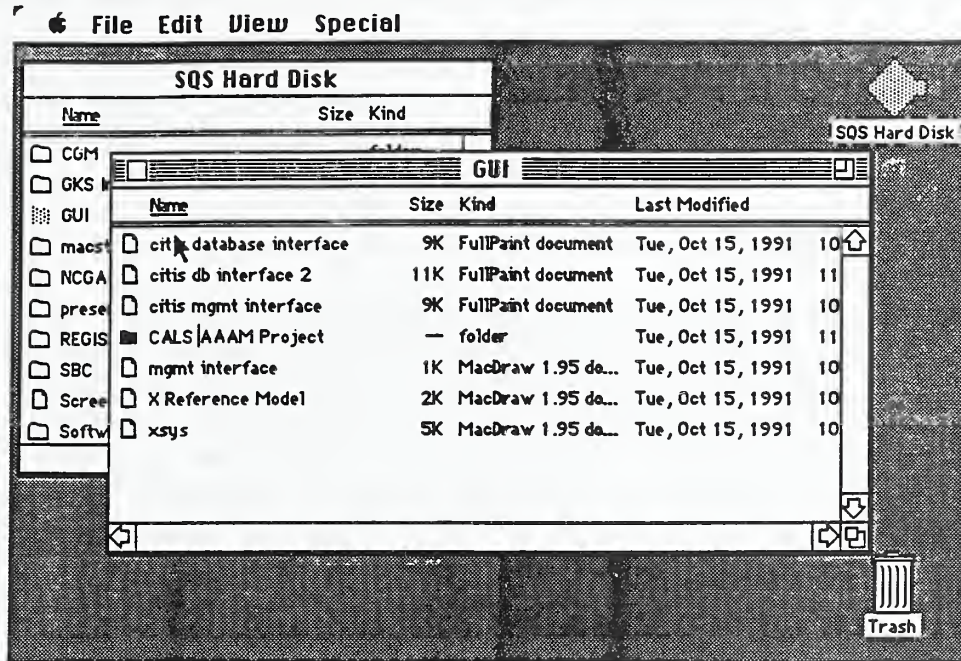 File Edit View Special
SQS Hard Disk
Name Size Kind
CGM
GKS
GUI
macst
NCGA
prese
REGIS
SBC
Scree
Softw
GUI
Name Size Kind Last Modified
database interface 9K FullPaint document Tue, Oct 15, 1991 10
citis db interface 2 11K FullPaint document Tue, Oct 15, 1991 11
citis mgmt interface 9K FullPaint document Tue, Oct 15, 1991 10
CALS AAAM Project — folder Tue, Oct 15, 1991 11
mgmt interface 1K MacDraw 1.95 do... Tue, Oct 15, 1991 10
X Reference Model 2K MacDraw 1.95 do... Tue, Oct 15, 1991 10
xsys 5K MacDraw 1.95 do... Tue, Oct 15, 1991 10
SQS Hard Disk
Trash